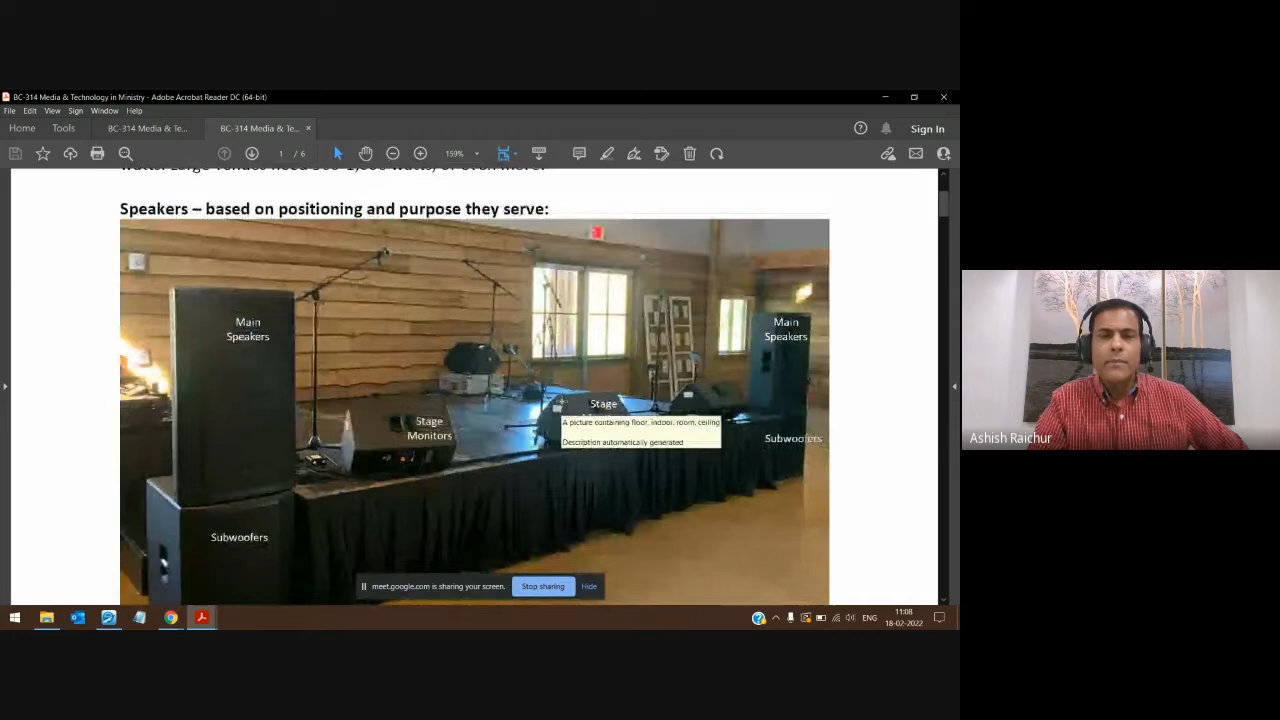 BC-314 Media & Technology in Ministry - Adobe Acrobat Reader DC (64-bit)
File Edit View Sign Window Help
Home Tools BC-314 Media & Te... BC-314 Media & Te... ×
Sign In
1 / 6 159%
Speakers – based on positioning and purpose they serve:
Main
Speakers
Main
Speakers
Stage
Monitors
Stage
A picture containing floor, indoor, room, ceiling
Description automatically generated
Subwoofers
Subwoofers
meet.google.com is sharing your screen. Stop sharing Hide
ENG
11:08
18-02-2022
Ashish Raichur